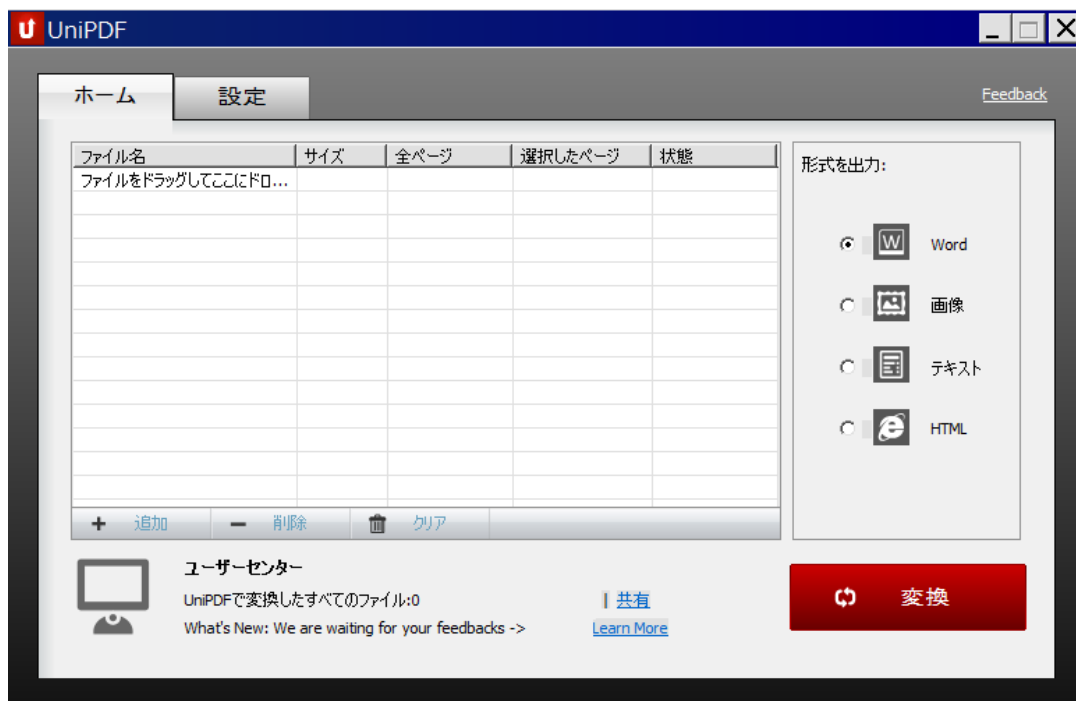 UniPDF
ホーム 設定 Feedback
ファイル名 サイズ 全ページ 選択したページ 状態
ファイルをドラッグしてここにドロ...
形式を出力:
Word
画像
テキスト
HTML
追加 削除 クリア
ユーザーセンター
UniPDFで変換したすべてのファイル:0 | 共有
What's New: We are waiting for your feedbacks -> Learn More
変換